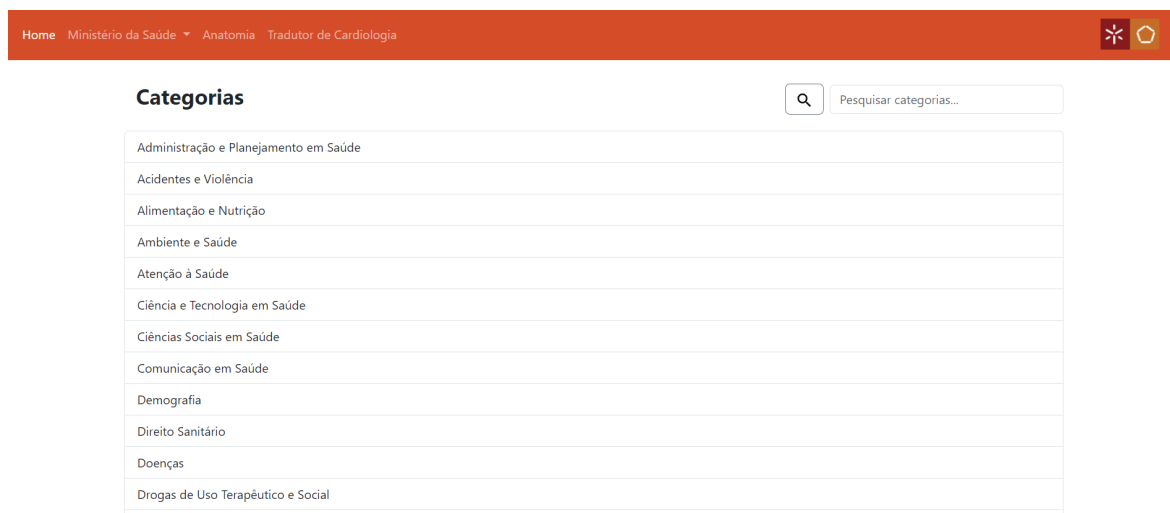 Home Ministério da Saúde Anatomia Tradutor de Cardiologia
Categorias
Pesquisar categorias...
Administração e Planejamento em Saúde
Acidentes e Violência
Alimentação e Nutrição
Ambiente e Saúde
Atenção à Saúde
Ciência e Tecnologia em Saúde
Ciências Sociais em Saúde
Comunicação em Saúde
Demografia
Direito Sanitário
Doenças
Drogas de Uso Terapêutico e Social